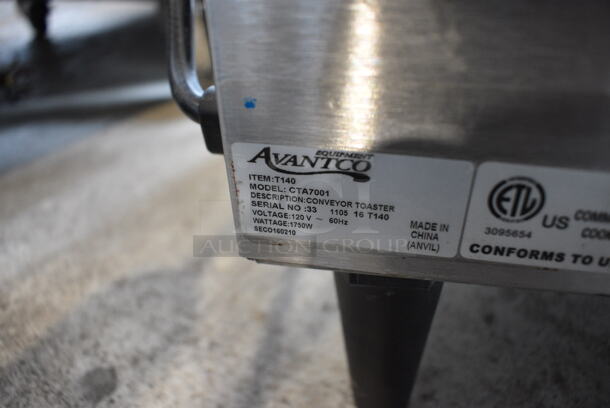 AVANTCO
EQUIPMENT
ITEM:T140
MODEL: CTA7001
DESCRIPTION:CONVEYOR TOASTER
SERIAL NO :33 1105 16 T140
VOLTAGE:120 V ~ 60Hz
WATTAGE:1750W
SECO160210
MADE IN
CHINA
(ANVIL)
ETL
US
3095654
CONFORMS TO U
AUCTION GROUP